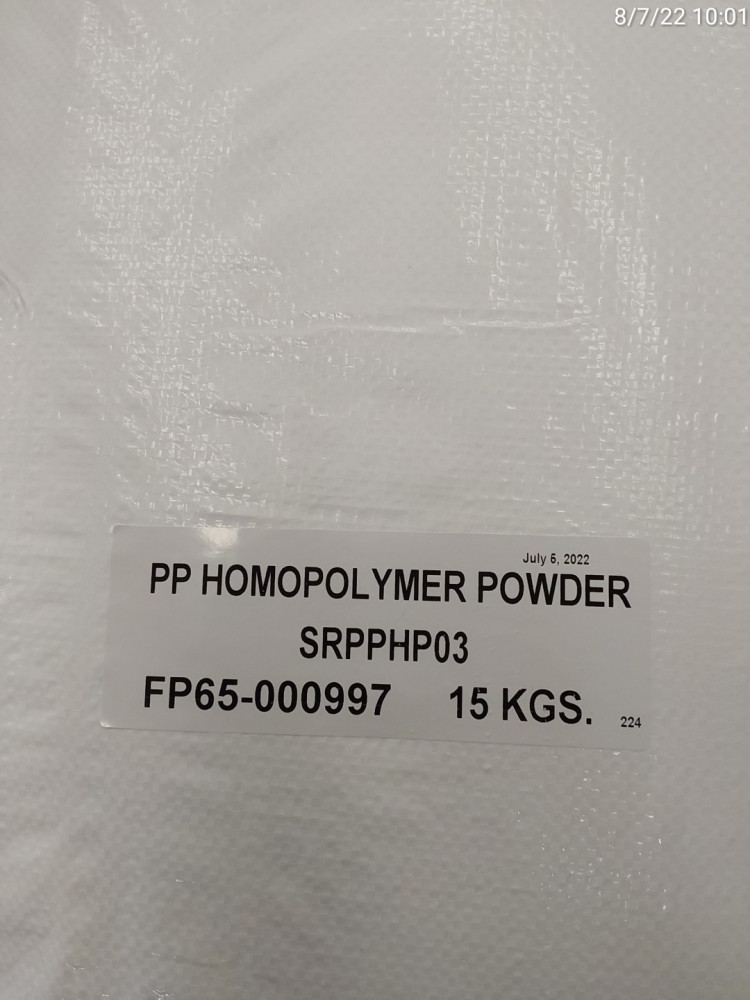 8/7/22 10:01
July 6, 2022
PP HOMOPOLYMER POWDER
SRPPHP03
FP65-000997 15 KGS. 224